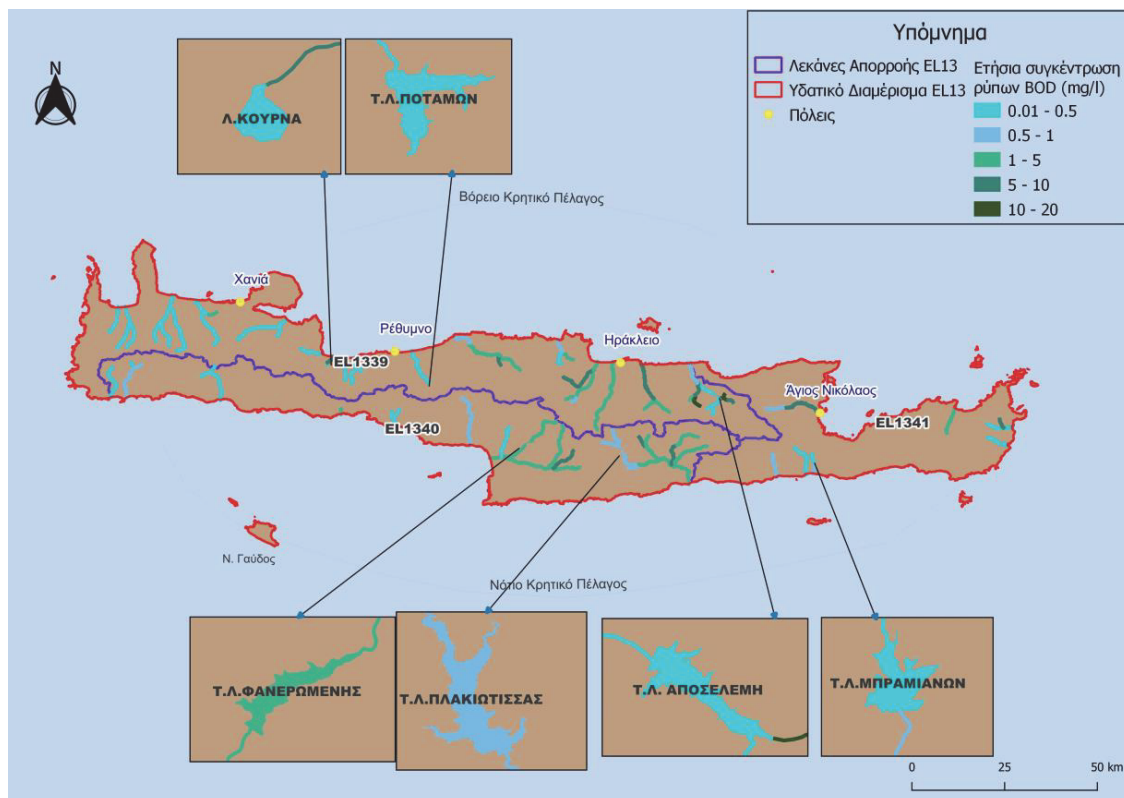 Υπόμνημα
Λεκάνες Απορροής EL13
Υδατικό Διαμέρισμα EL13
Πόλεις
Ετήσια συγκέντρωση
ρύπων BOD (mg/l)
0.01 - 0.5
0.5 - 1
1 - 5
5 - 10
10 - 20
N
Λ.ΚΟΥΡΝΑ
Τ.Λ.ΠΟΤΑΜΩΝ
Βόρειο Κρητικό Πέλαγος
Χανιά
Ρέθυμνο
Ηράκλειο
Άγιος Νικόλαος
EL1339
EL1340
EL1341
Ν. Γαύδος
Νότιο Κρητικό Πέλαγος
Τ.Λ.ΦΑΝΕΡΩΜΕΝΗΣ
Τ.Λ.ΠΛΑΚΙΩΤΙΣΣΑΣ
Τ.Λ. ΑΠΟΣΕΛΕΜΗ
Τ.Λ.ΜΠΡΑΜΙΑΝΩΝ
0 25 50 km